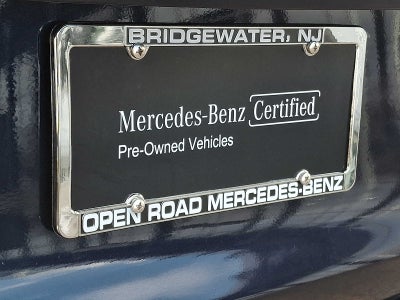 BRIDGEWATER, NJ
Mercedes-Benz Certified
Pre-Owned Vehicles
OPEN ROAD MERCEDES-BENZ